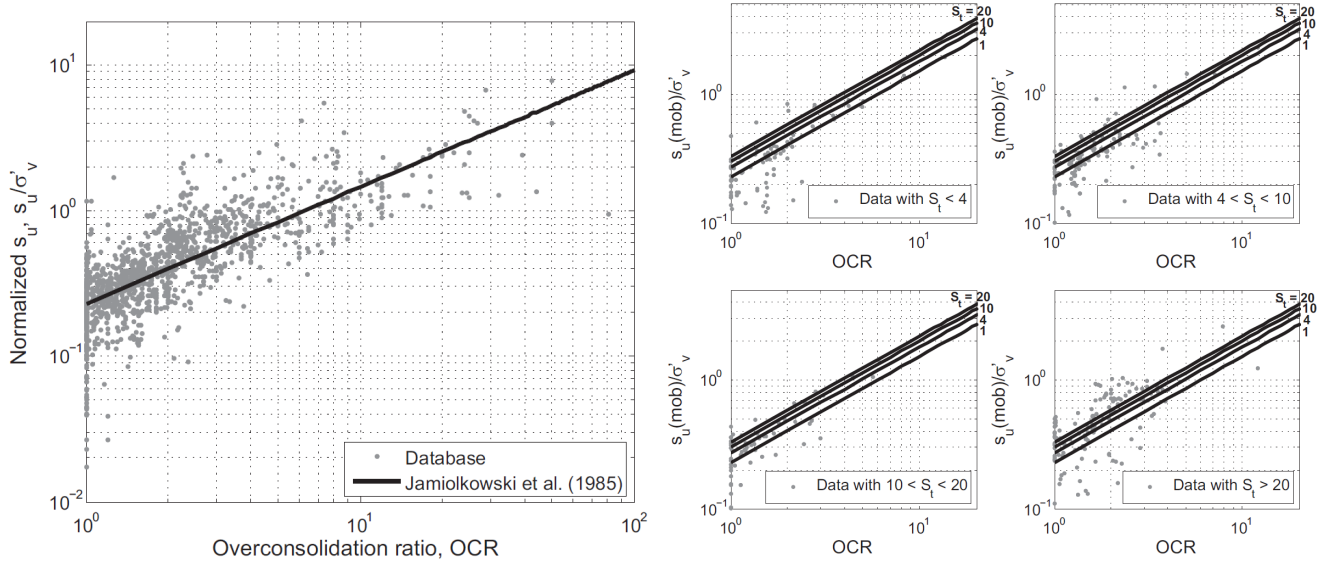 Normalized s_u, s_u/σ'_v
10^1
10^0
10^-1
10^-2
10^0
10^1
10^2
Overconsolidation ratio, OCR
Database
Jamiolkowski et al. (1985)
s_u(mob)/σ'_v
10^0
10^-1
10^0
10^1
OCR
S_t = 20
10
4
1
Data with S_t < 4
s_u(mob)/σ'_v
10^0
10^-1
10^0
10^1
OCR
S_t = 20
10
4
1
Data with 4 < S_t < 10
s_u(mob)/σ'_v
10^0
10^-1
10^0
10^1
OCR
S_t = 20
10
4
1
Data with 10 < S_t < 20
s_u(mob)/σ'_v
10^0
10^-1
10^0
10^1
OCR
S_t = 20
10
4
1
Data with S_t > 20